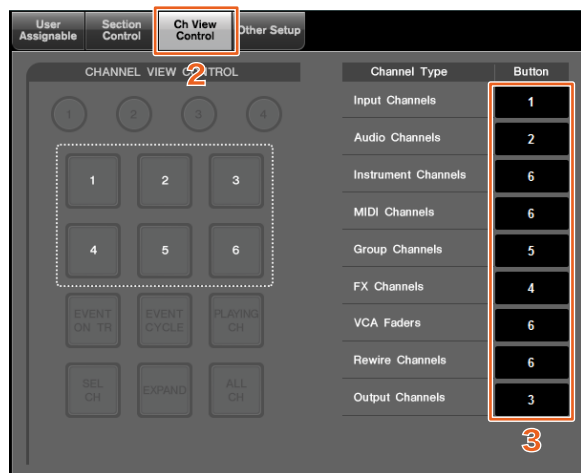 User Assignable
Section Control
Ch View Control
Other Setup
2
CHANNEL VIEW CONTROL
1 2 3 4
1 2 3
4 5 6
EVENT ON TR
EVENT CYCLE
PLAYING CH
SEL CH
EXPAND
ALL CH
Channel Type Button
Input Channels 1
Audio Channels 2
Instrument Channels 6
MIDI Channels 6
Group Channels 5
FX Channels 4
VCA Faders 6
Rewire Channels 6
Output Channels 3
3